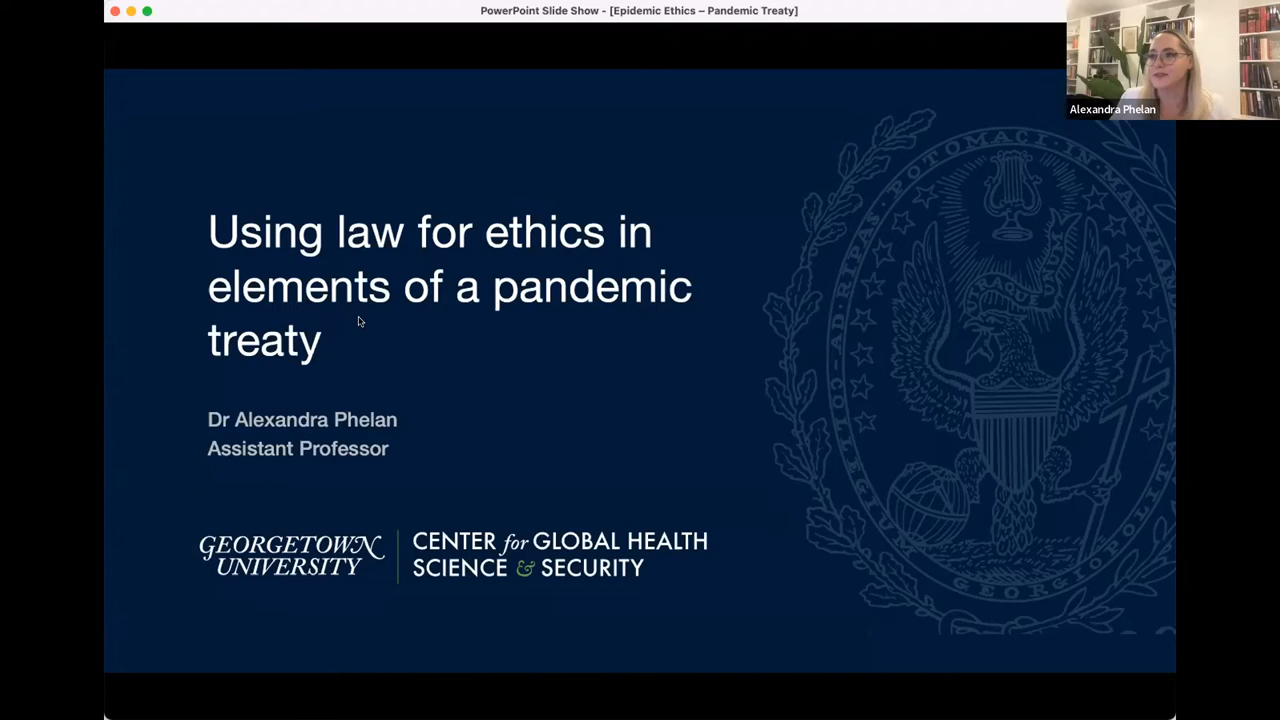 PowerPoint Slide Show - [Epidemic Ethics – Pandemic Treaty]
Alexandra Phelan
Using law for ethics in
elements of a pandemic
treaty
Dr Alexandra Phelan
Assistant Professor
GEORGETOWN
UNIVERSITY
CENTER for GLOBAL HEALTH
SCIENCE & SECURITY